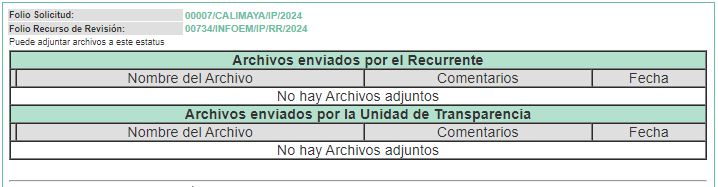 Folio Solicitud: 00007/CALIMAYA/IP/2024
Folio Recurso de Revisión: 00734/INFOEM/IP/RR/2024
Puede adjuntar archivos a este estatus
Archivos enviados por el Recurrente
Nombre del Archivo Comentarios Fecha
No hay Archivos adjuntos
Archivos enviados por la Unidad de Transparencia
Nombre del Archivo Comentarios Fecha
No hay Archivos adjuntos